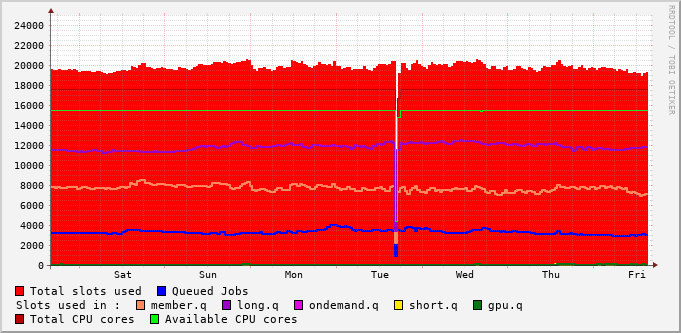 RRDTOOL / TOBI OETIKER
24000
22000
20000
18000
16000
14000
12000
10000
8000
6000
4000
2000
0
Sat Sun Mon Tue Wed Thu Fri
Total slots used Queued Jobs
Slots used in : member.q long.q ondemand.q short.q gpu.q
Total CPU cores Available CPU cores